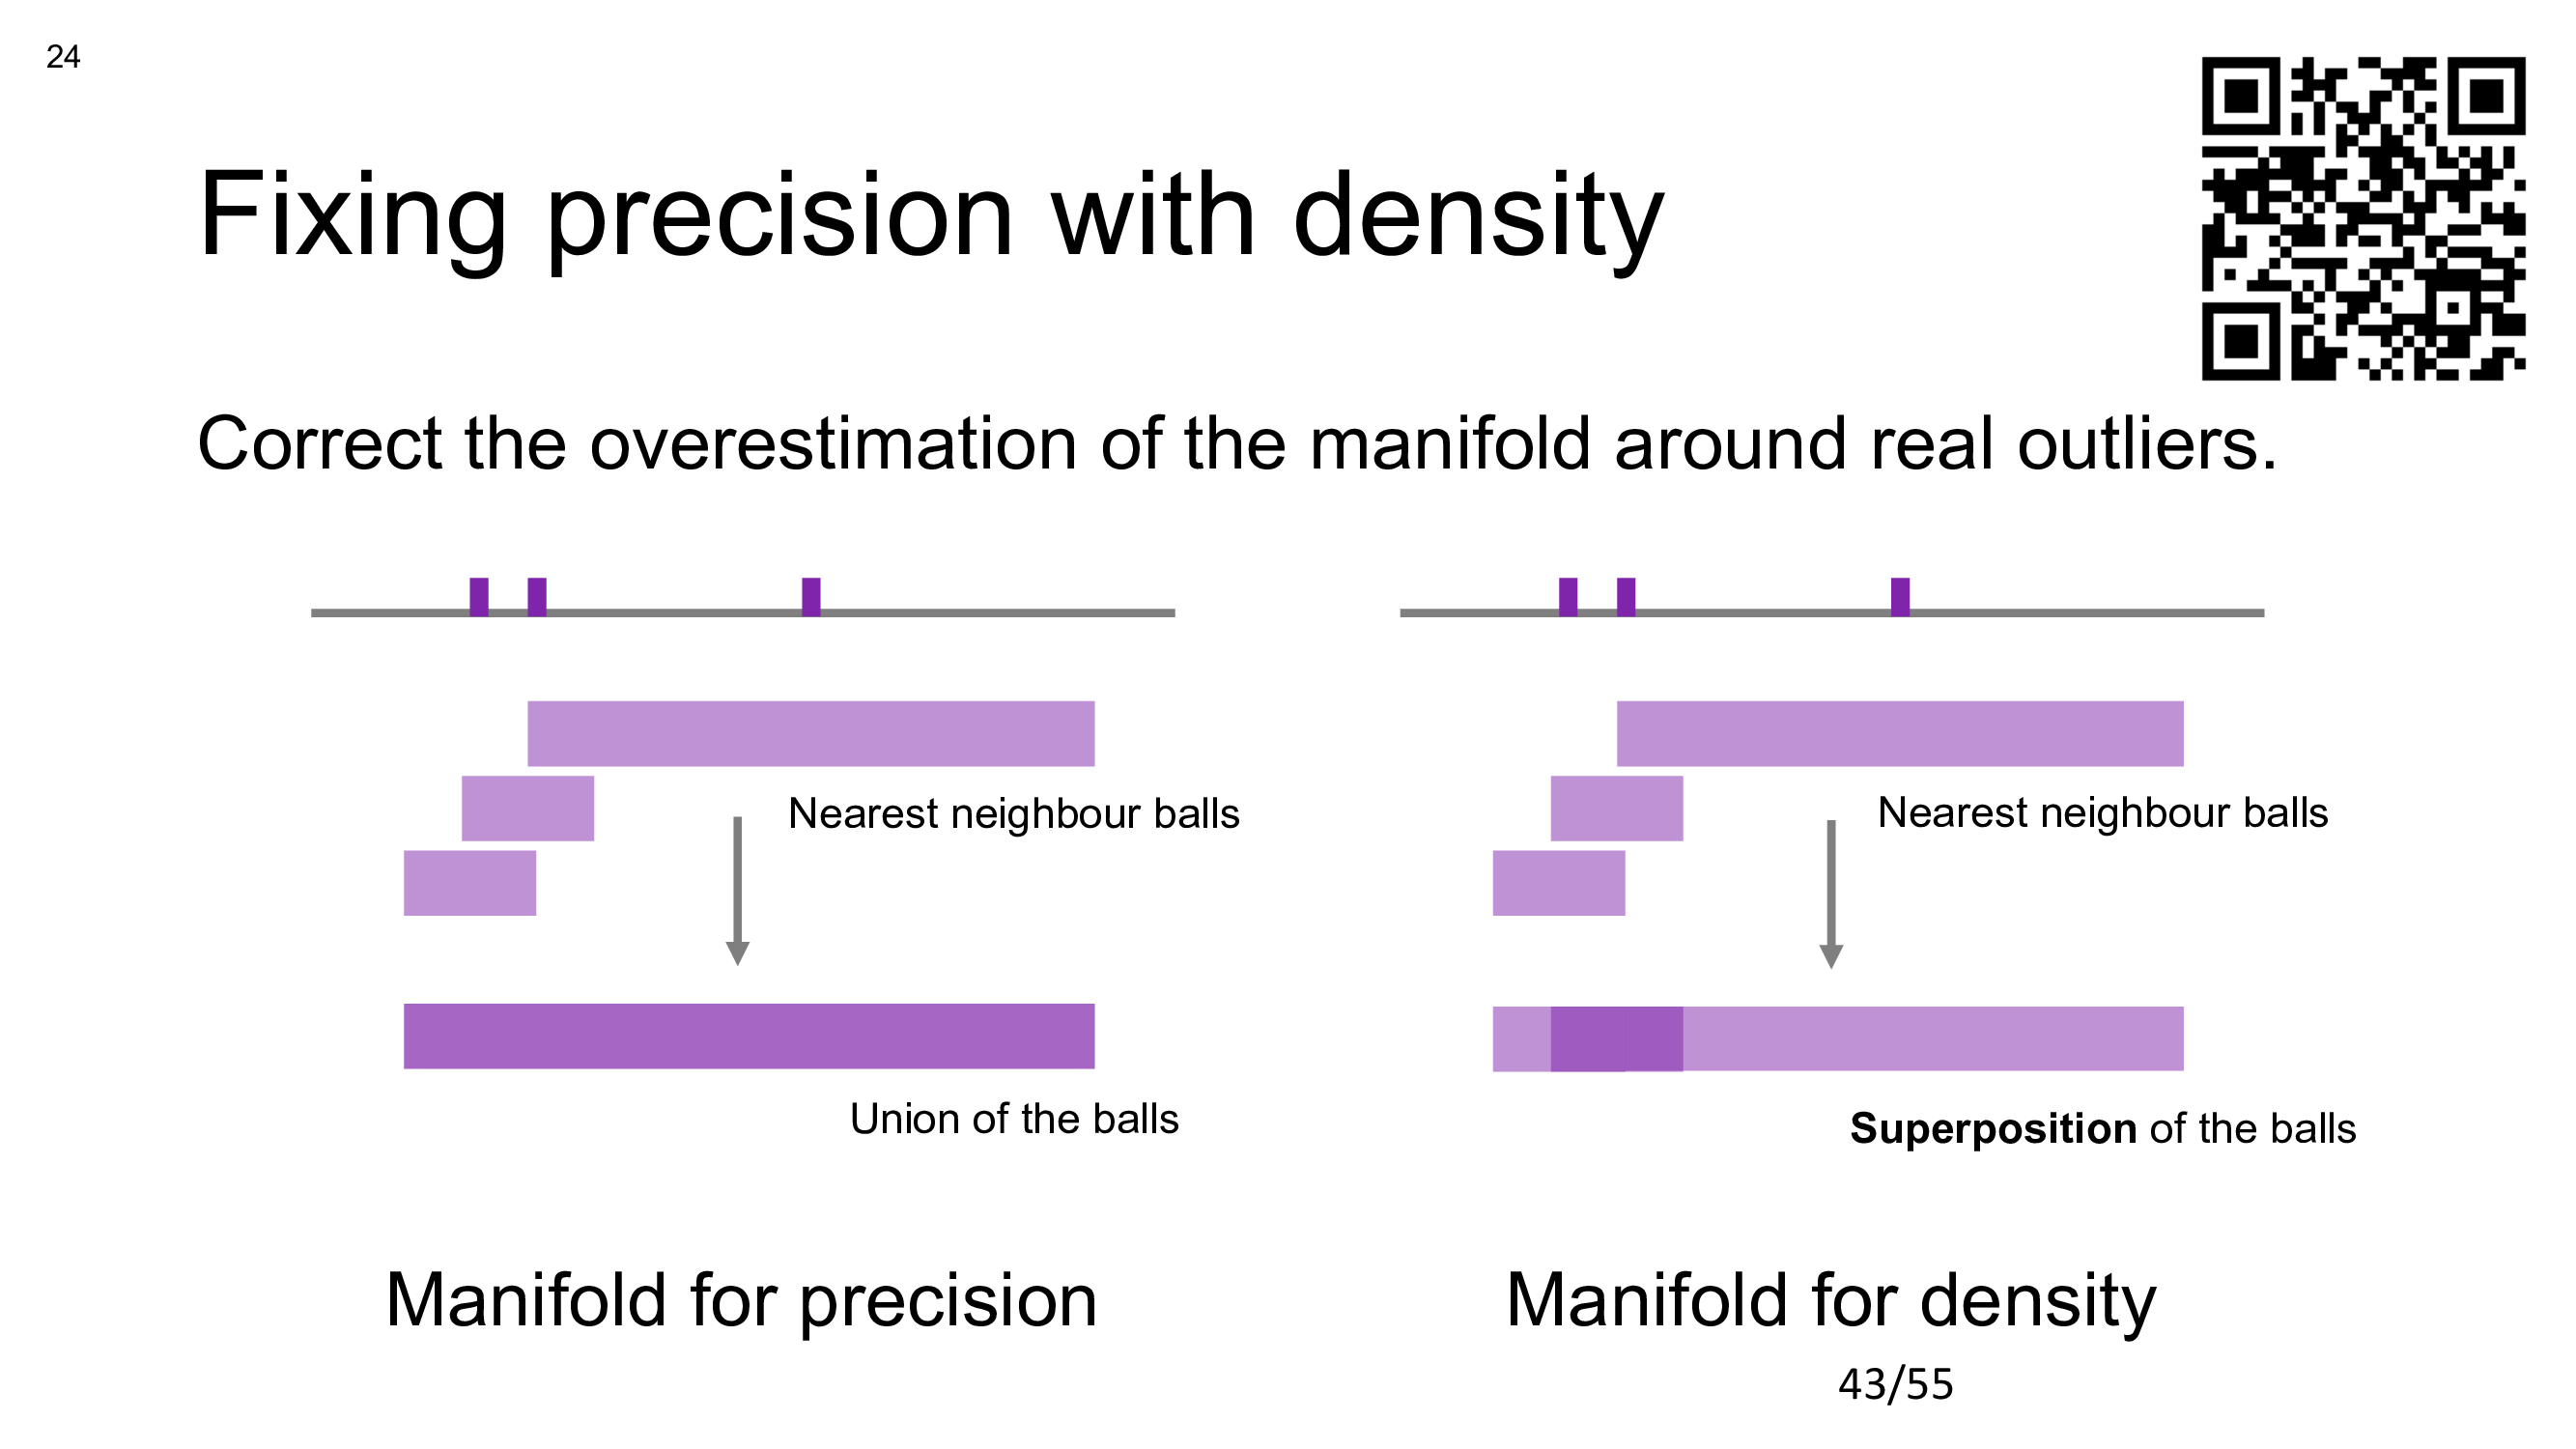 24
Fixing precision with density
Correct the overestimation of the manifold around real outliers.
Nearest neighbour balls
Union of the balls
Manifold for precision
Nearest neighbour balls
Superposition of the balls
Manifold for density
43/55